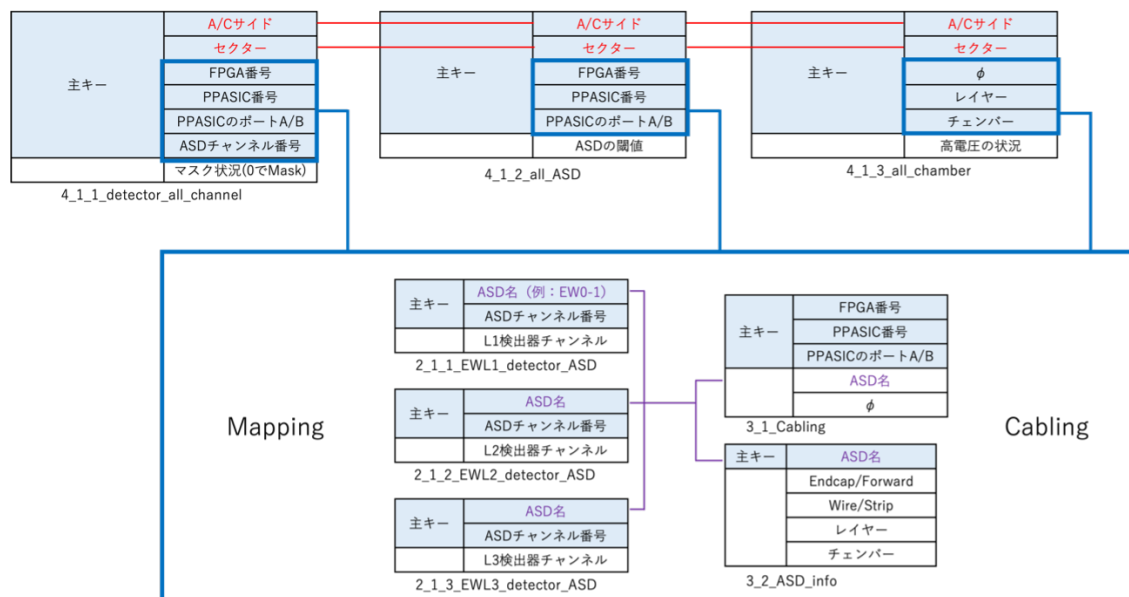 A/Cサイド
セクター
主キー
FPGA番号
PPASIC番号
PPASICのポートA/B
ASDチャンネル番号
マスク状況(0でMask)
4_1_1_detector_all_channel
A/Cサイド
セクター
主キー
FPGA番号
PPASIC番号
PPASICのポートA/B
ASDの閾値
4_1_2_all_ASD
A/Cサイド
セクター
主キー
φ
レイヤー
チェンバー
高電圧の状況
4_1_3_all_chamber
Mapping
主キー
ASD名（例：EW0-1）
ASDチャンネル番号
L1検出器チャンネル
2_1_1_EWL1_detector_ASD
主キー
ASD名
ASDチャンネル番号
L2検出器チャンネル
2_1_2_EWL2_detector_ASD
主キー
ASD名
ASDチャンネル番号
L3検出器チャンネル
2_1_3_EWL3_detector_ASD
主キー
FPGA番号
PPASIC番号
PPASICのポートA/B
ASD名
φ
3_1_Cabling
主キー
ASD名
Endcap/Forward
Wire/Strip
レイヤー
チェンバー
3_2_ASD_info
Cabling